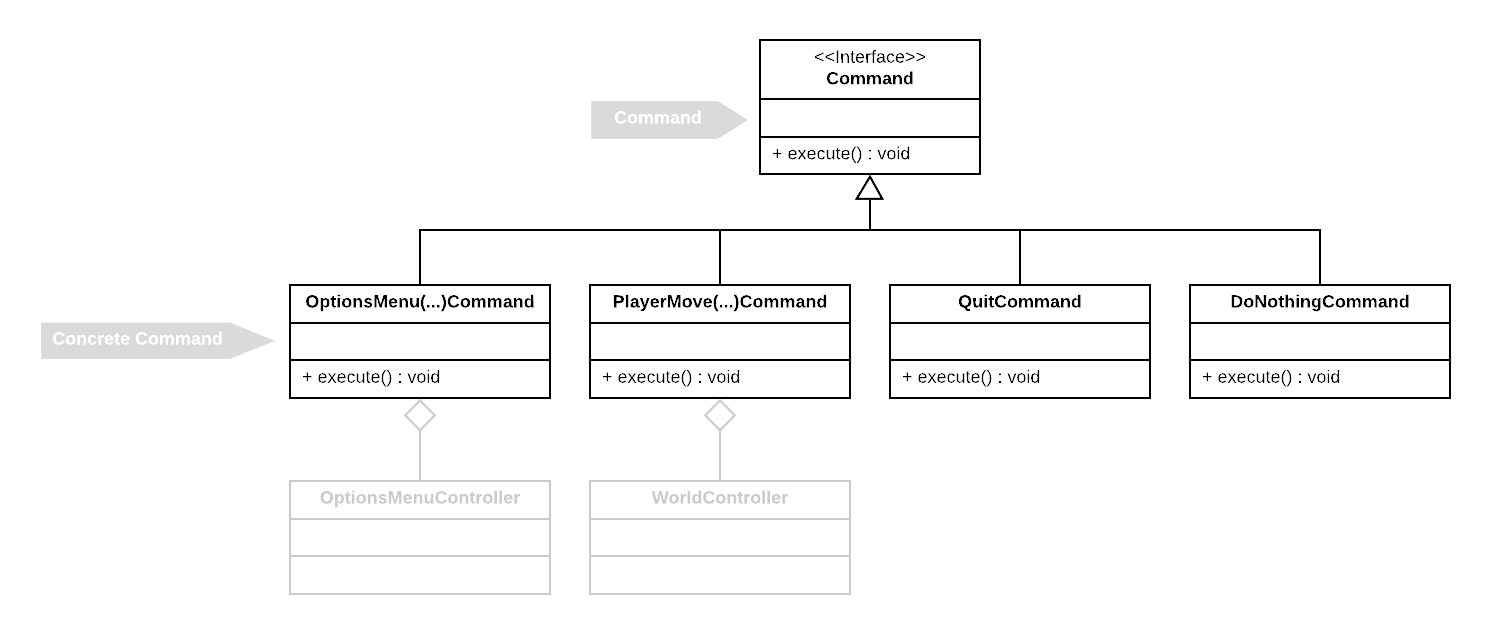 <<Interface>>
Command
Command
+ execute() : void
OptionsMenu(...)Command
PlayerMove(...)Command
QuitCommand
DoNothingCommand
Concrete Command
+ execute() : void
+ execute() : void
+ execute() : void
+ execute() : void
OptionsMenuController
WorldController